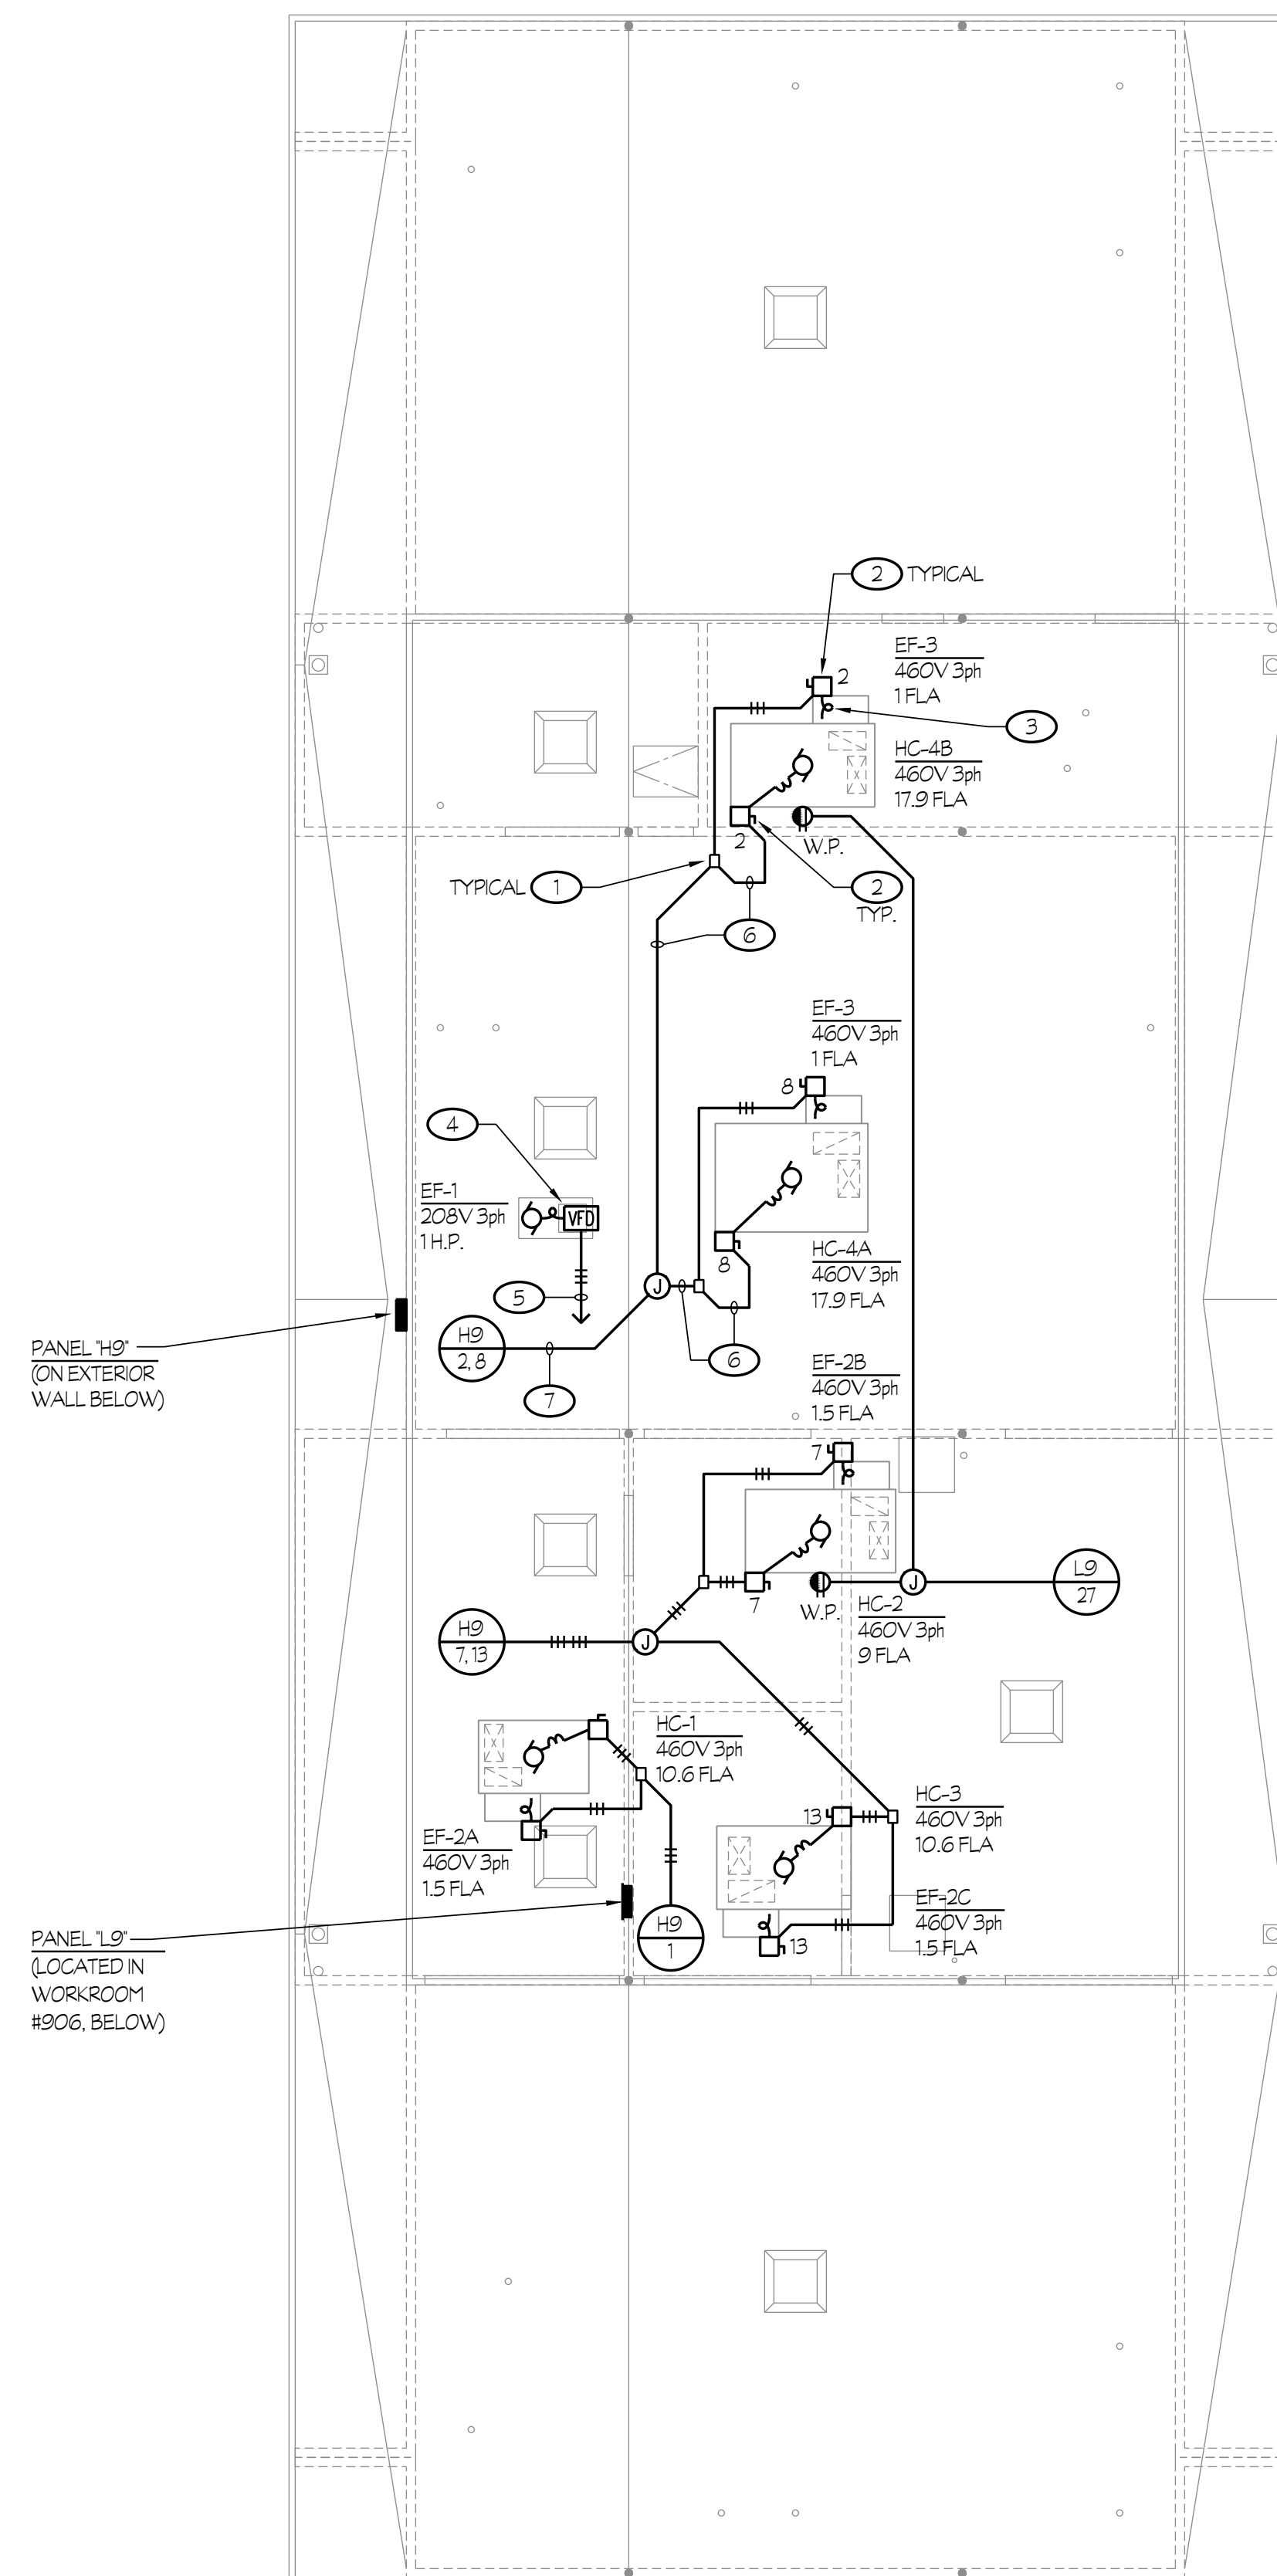 2 TYPICAL
EF-3
460V 3ph
1 FLA
2
3
HC-4B
460V 3ph
17.9 FLA
2
W.P.
TYPICAL 1
2
TYP.
6
EF-3
460V 3ph
1 FLA
8
4
EF-1
208V 3ph
1 H.P.
VFD
8
HC-4A
460V 3ph
17.9 FLA
J
5
H9
2, 8
7
6
PANEL "H9"
(ON EXTERIOR
WALL BELOW)
EF-2B
460V 3ph
1.5 FLA
7
7
W.P.
J
L9
27
HC-2
460V 3ph
9 FLA
H9
7, 13
J
HC-1
460V 3ph
10.6 FLA
EF-2A
460V 3ph
1.5 FLA
13
HC-3
460V 3ph
10.6 FLA
EF-2C
460V 3ph
1.5 FLA
13
H9
1
PANEL "L9"
(LOCATED IN
WORKROOM
#906, BELOW)